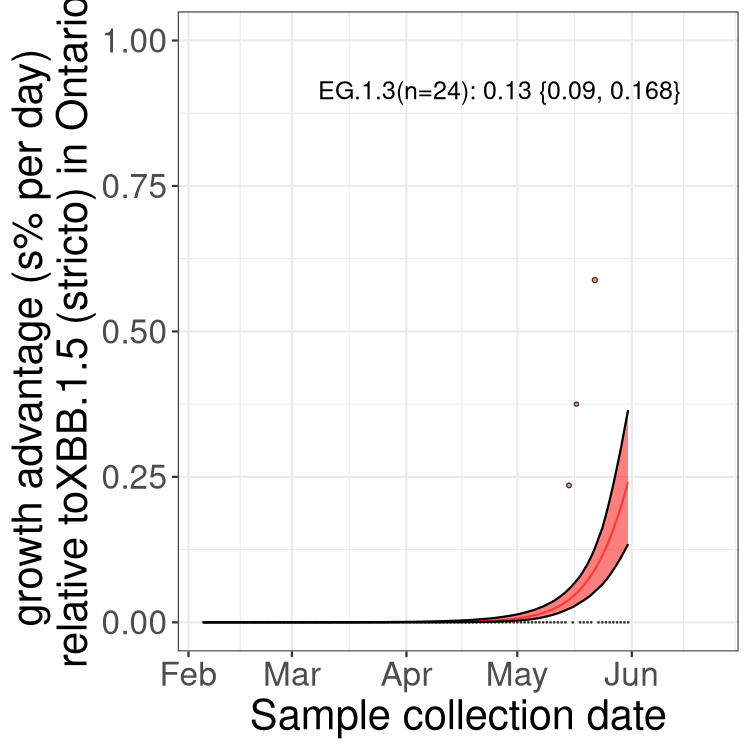 growth advantage (s% per day)
relative toXBB.1.5 (stricto) in Ontario
1.00
0.75
0.50
0.25
0.00
EG.1.3(n=24): 0.13 {0.09, 0.168}
Feb Mar Apr May Jun
Sample collection date